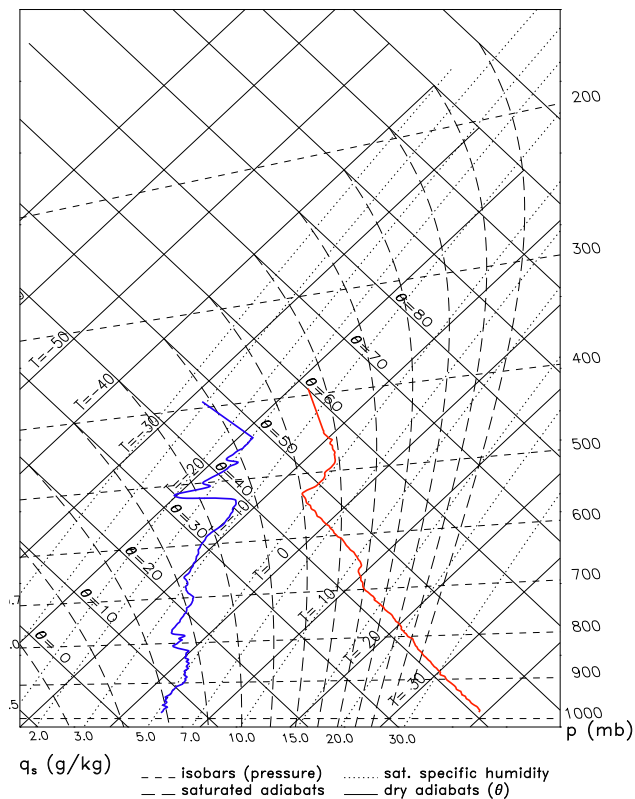 200
300
θ=80
T=-50
θ=70
400
T=-40
θ=60
T=-30
θ=50
500
T=-20
θ=40
-10
θ=30
600
T= 0
θ=20
700
θ=10
T= 10
800
θ= 0
T= 20
900
T= 30
1000
2.0 3.0 5.0 7.0 10.0 15.0 20.0 30.0
p (mb)
qs (g/kg)
isobars (pressure) sat. specific humidity
saturated adiabats dry adiabats (θ)